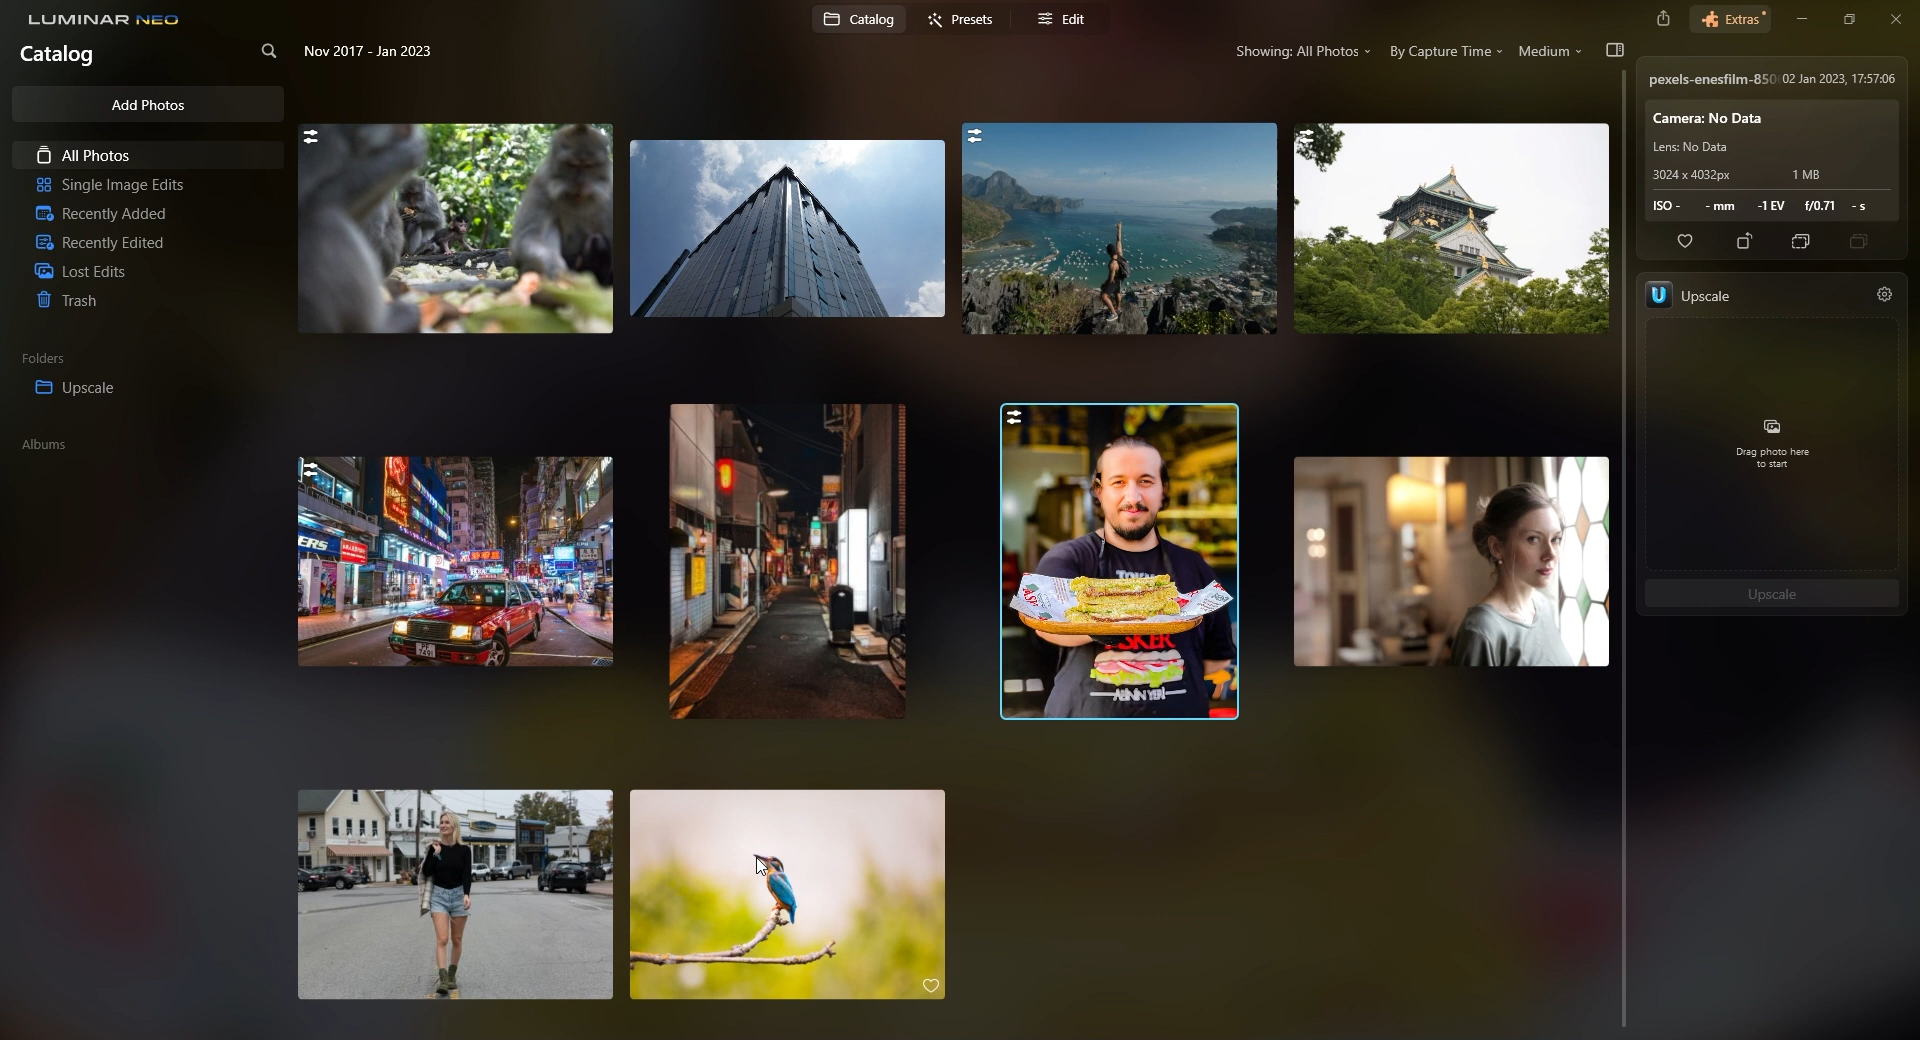 LUMINAR NEO
Catalog
Presets
Edit
Extras
Catalog
Nov 2017 - Jan 2023
Showing: All Photos
By Capture Time
Medium
Add Photos
All Photos
Single Image Edits
Recently Added
Recently Edited
Lost Edits
Trash
Folders
Upscale
Albums
pexels-enesfilm-850
02 Jan 2023, 17:57:06
Camera: No Data
Lens: No Data
3024 x 4032px
1 MB
ISO -
- mm
-1 EV
f/0.71
- s
U
Upscale
Drag photo here
to start
Upscale
ERS